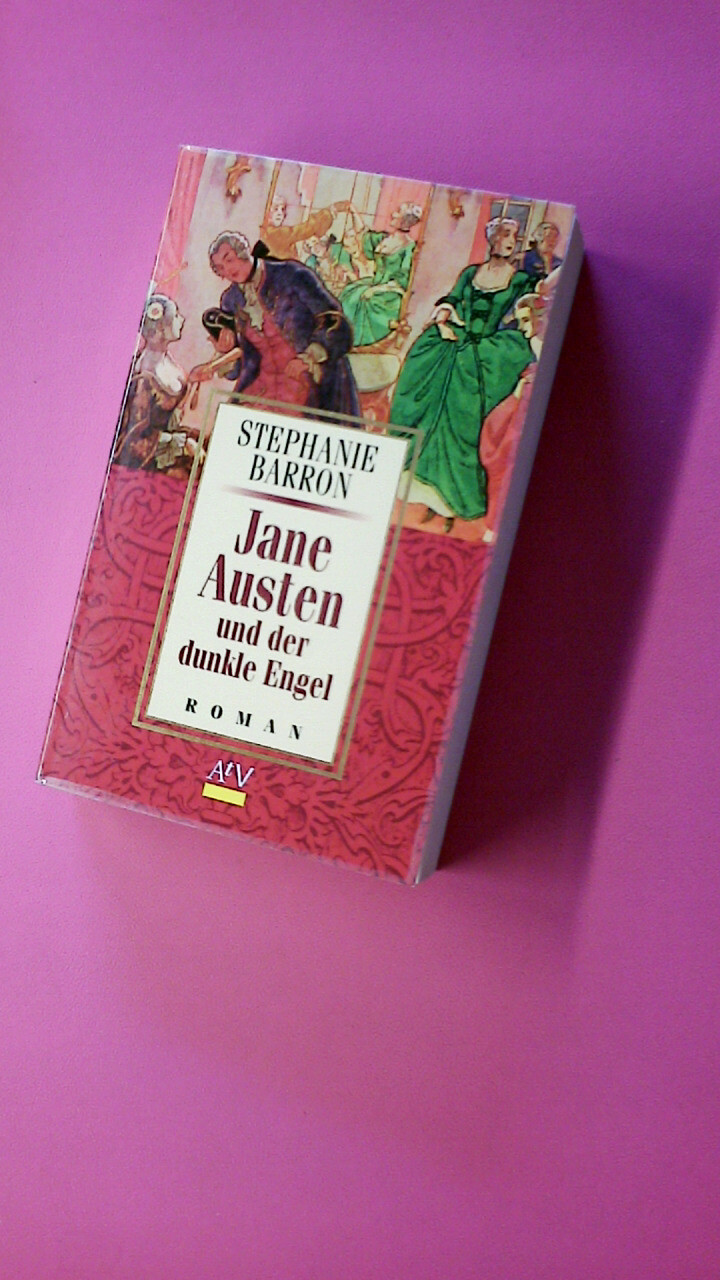 STEPHANIE
BARRON
Jane
Austen
und der
dunkle Engel
ROMAN
AtV